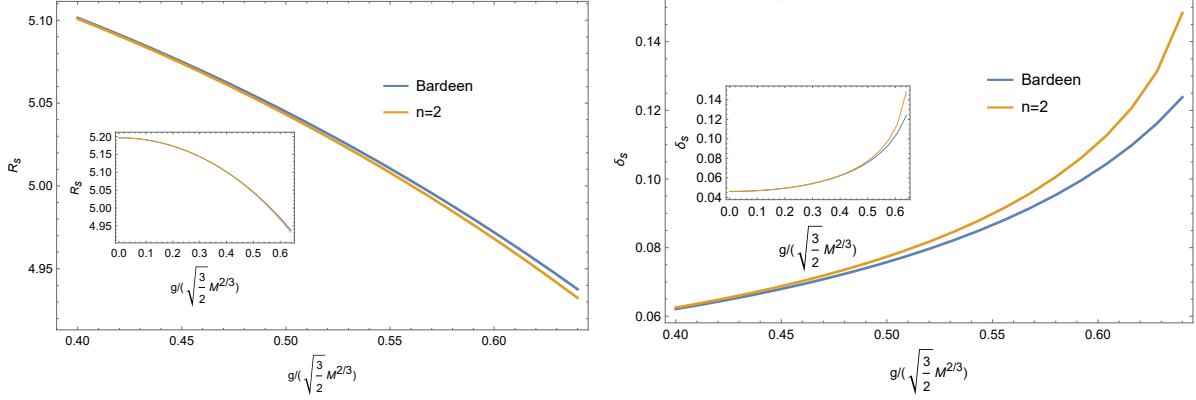 5.10
5.05
5.00
4.95
R_s
Bardeen
n=2
5.20
5.15
5.10
5.05
5.00
4.95
R_s
0.0 0.1 0.2 0.3 0.4 0.5 0.6
g/(√(3/2) M^{2/3})
0.40 0.45 0.50 0.55 0.60
g/(√(3/2) M^{2/3})
0.14
0.12
0.10
0.08
0.06
δ_s
Bardeen
n=2
0.14
0.12
0.10
0.08
0.06
0.04
δ_s
0.0 0.1 0.2 0.3 0.4 0.5 0.6
g/(√(3/2) M^{2/3})
0.40 0.45 0.50 0.55 0.60
g/(√(3/2) M^{2/3})